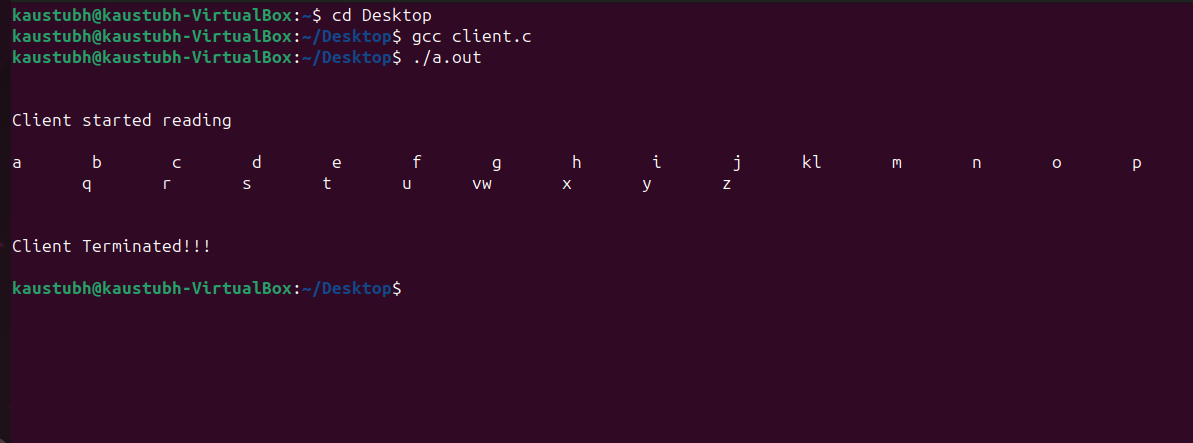 kaustubh@kaustubh-VirtualBox:~$ cd Desktop
kaustubh@kaustubh-VirtualBox:~/Desktop$ gcc client.c
kaustubh@kaustubh-VirtualBox:~/Desktop$ ./a.out
Client started reading
a b c d e f g h i j kl m n o p
q r s t u vw x y z
Client Terminated!!!
kaustubh@kaustubh-VirtualBox:~/Desktop$